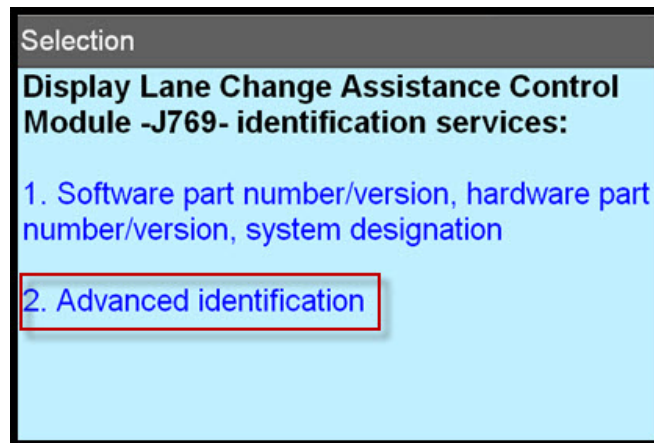 Selection
Display Lane Change Assistance Control
Module -J769- identification services:
1. Software part number/version, hardware part
number/version, system designation
2. Advanced identification